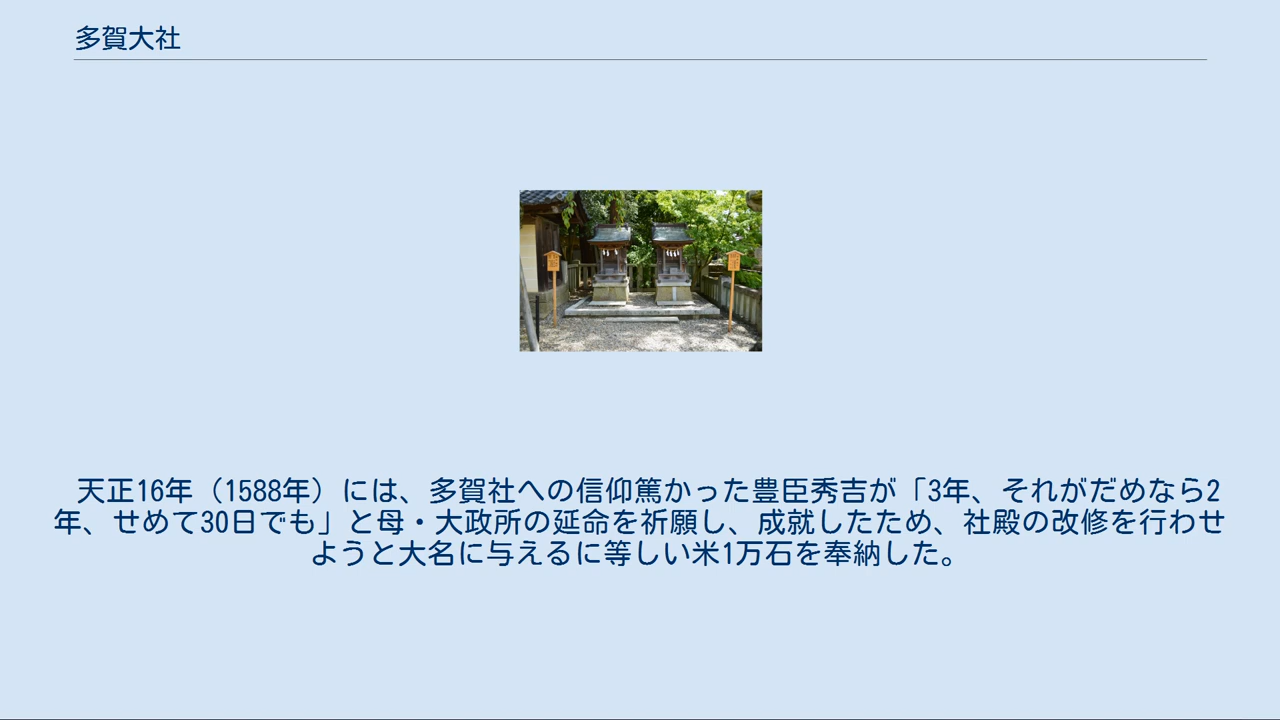 多賀大社
天正16年（1588年）には、多賀社への信仰篤かった豊臣秀吉が「3年、それがだめなら2
年、せめて30日でも」と母・大政所の延命を祈願し、成就したため、社殿の改修を行わせ
ようと大名に与えるに等しい米1万石を奉納した。